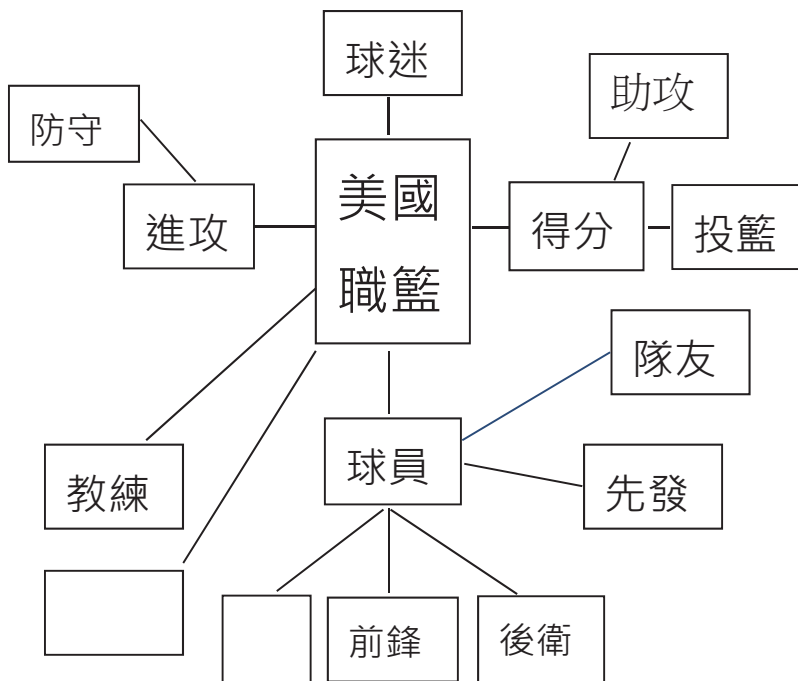 球迷
助攻
防守
美國
職籃
進攻
得分
投籃
隊友
球員
教練
先發
前鋒
後衛